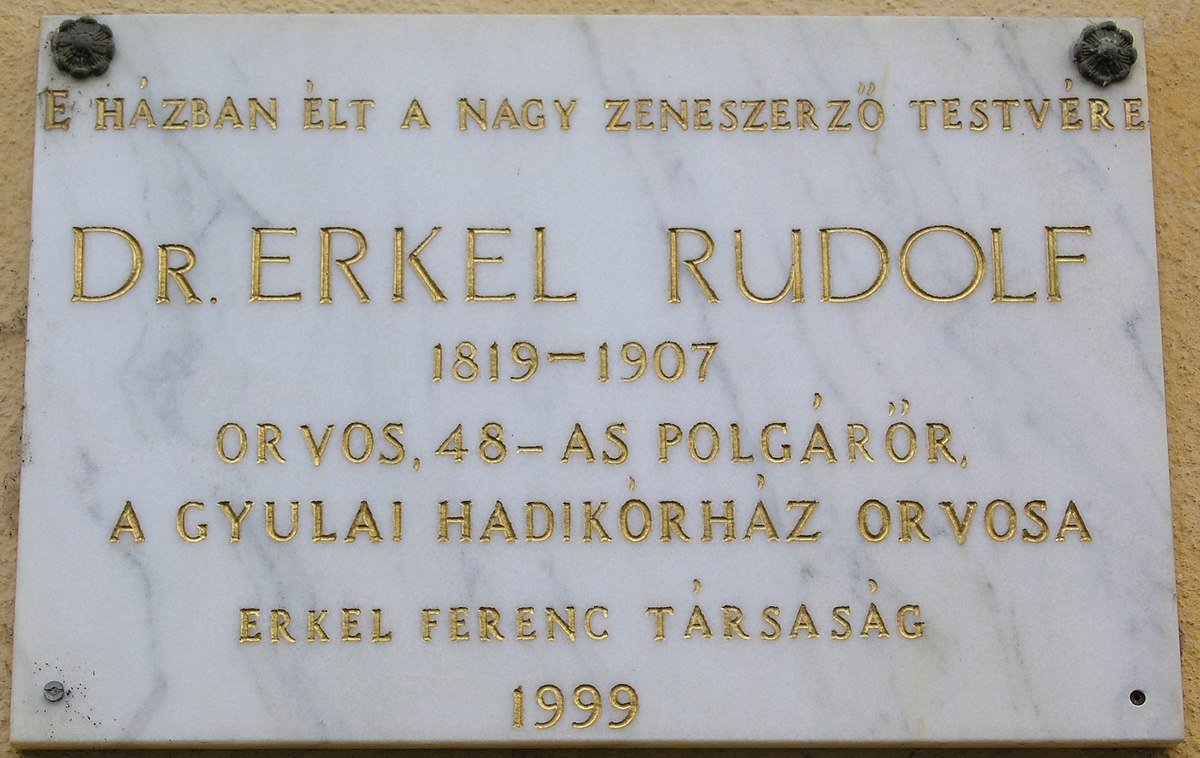 E HÁZBAN ÉLT A NAGY ZENESZERZŐ TESTVÉRE
DR. ERKEL RUDOLF
1819–1907
ORVOS, 48–AS POLGÁRŐR,
A GYULAI HADIKÓRHÁZ ORVOSA
ERKEL FERENC TÁRSASÁG
1999